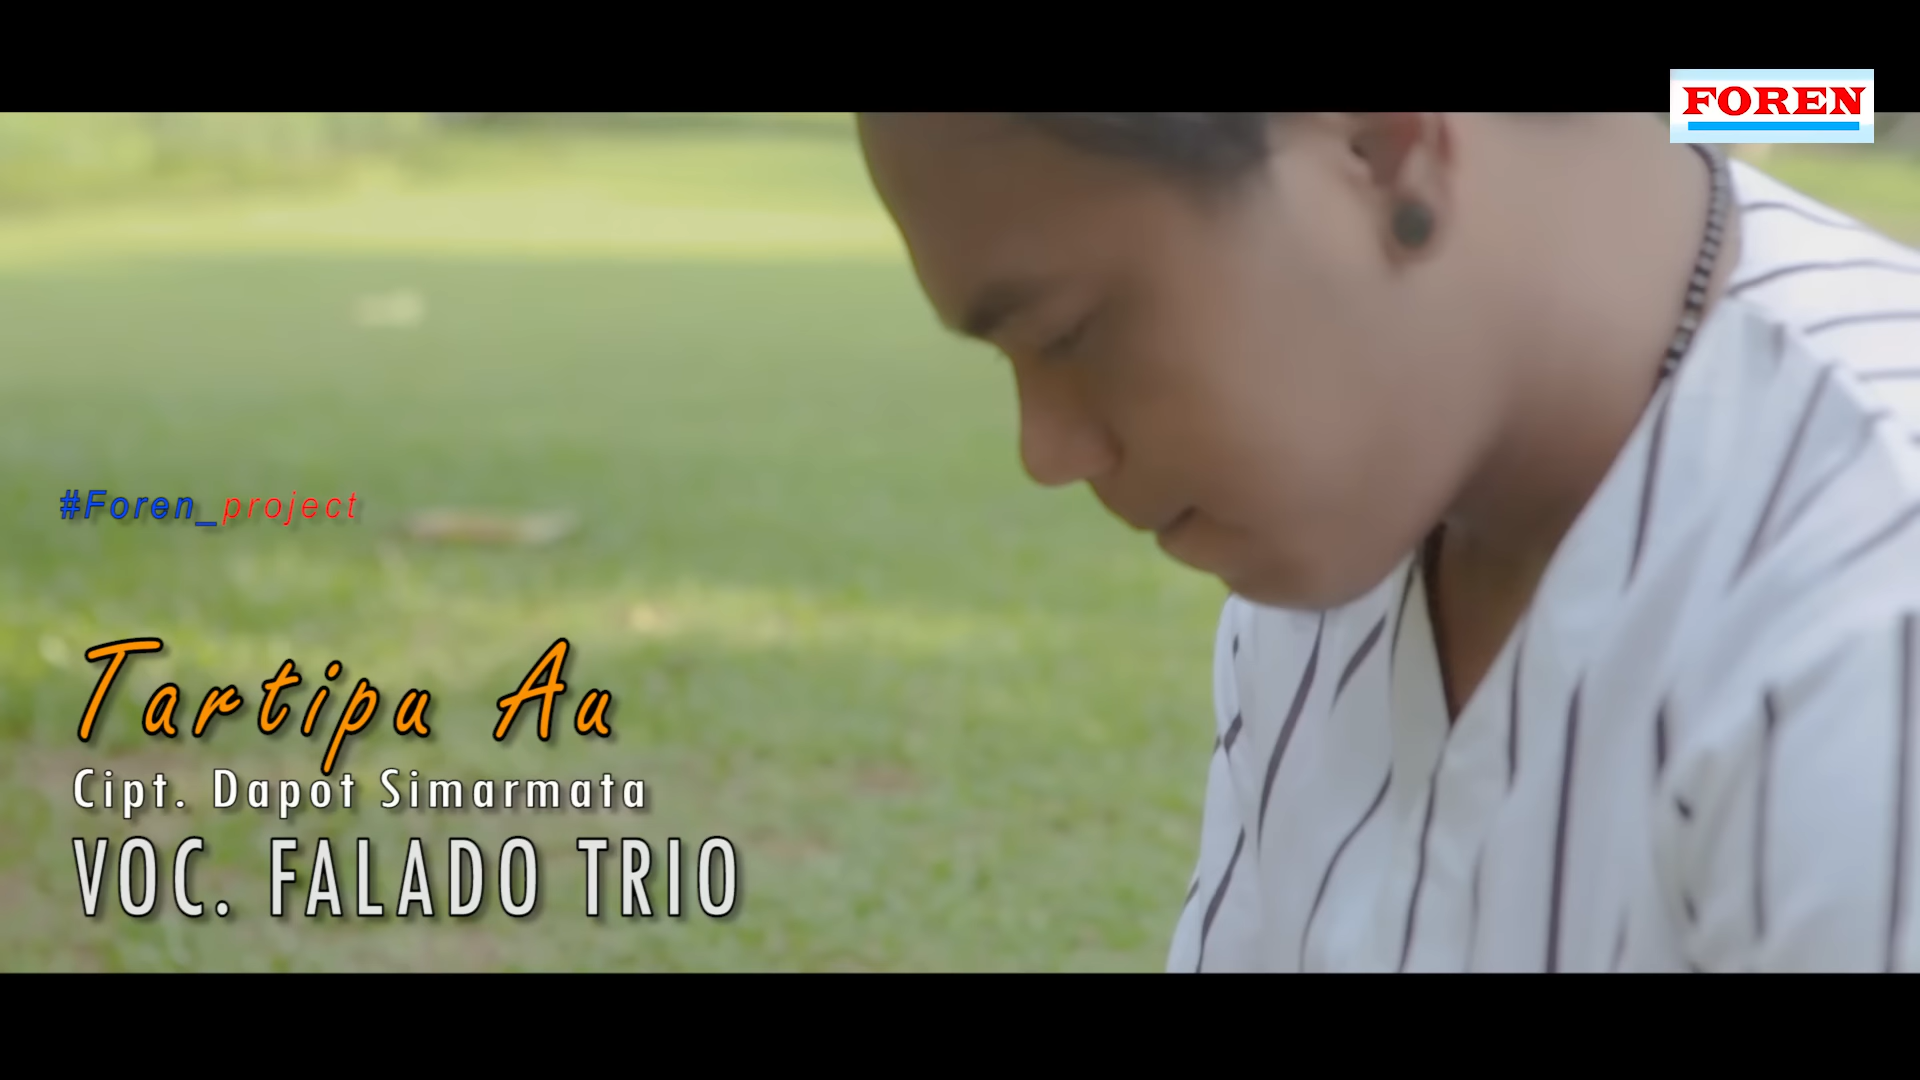 FOREN
#Foren_project
Tartipu Au
Cipt. Dapot Simarmata
VOC. FALADO TRIO